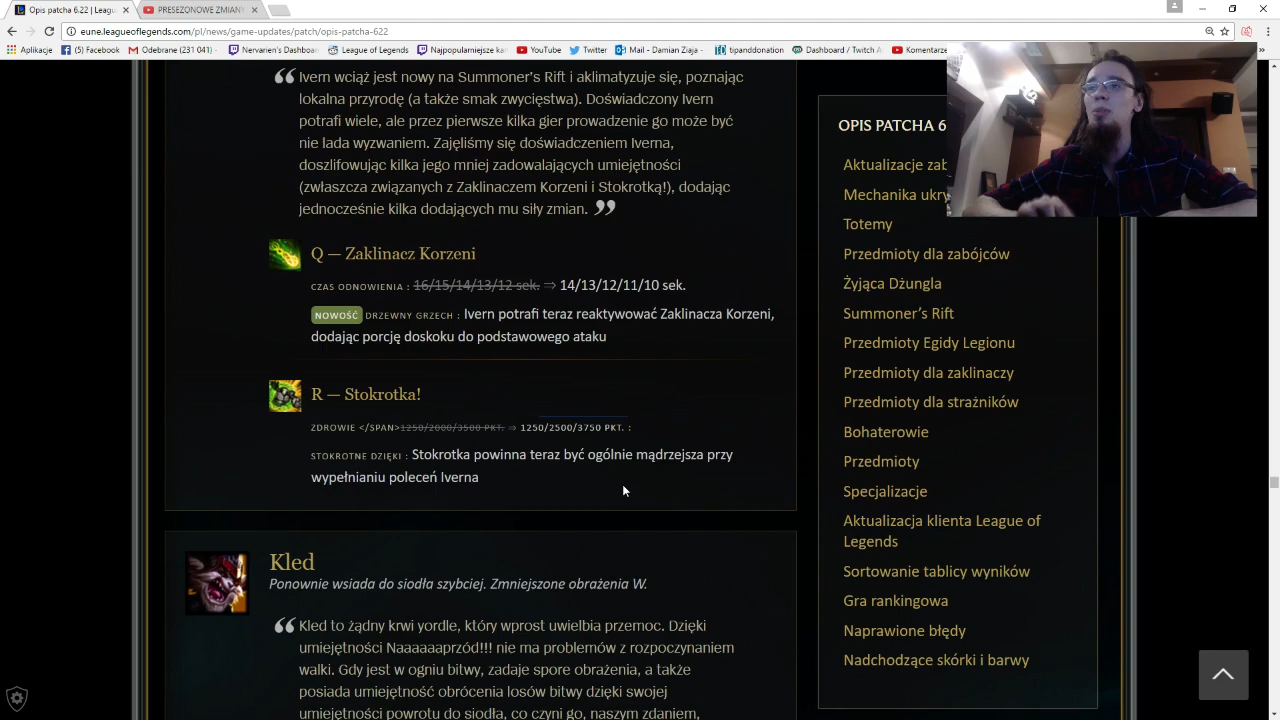 Opis patcha 6.22 | Leag
PRESEZONOWE ZMIANY
eune.leagueoflegends.com/pl/news/game-updates/patch/opis-patcha-622
Aplikacje
(5) Facebook
Odebrane (231 041)
Nervarien's Dashboa
League of Legends
Najpopularniejsze ka
YouTube
Twitter
Mail - Damian Ziaja
tipanddonation
Dashboard / Twitch
Komentarze
“ Ivern wciąż jest nowy na Summoner's Rift i aklimatyzuje się, poznając
lokalna przyrodę (a także smak zwycięstwa). Doświadczony Ivern
potrafi wiele, ale przez pierwsze kilka gier prowadzenie go może być
nie lada wyzwaniem. Zajęliśmy się doświadczeniem Iverna,
doszlifowując kilka jego mniej zadowalających umiejętności
(zwłaszcza związanych z Zaklinaczem Korzeni i Stokrotką!), dodając
jednocześnie kilka dodających mu siły zmian. ”
Q — Zaklinacz Korzeni
CZAS ODNOWIENIA : 16/15/14/13/12 sek. ⇒ 14/13/12/11/10 sek.
NOWOŚĆ DRZEWNY GRZECH : Ivern potrafi teraz reaktywować Zaklinacza Korzeni,
dodając porcję doskoku do podstawowego ataku
R — Stokrotka!
ZDROWIE </SPAN>1250/2000/3500 PKT. ⇒ 1250/2500/3750 PKT. :
STOKROTNE DZIĘKI : Stokrotka powinna teraz być ogólnie mądrzejsza przy
wypełnianiu poleceń Iverna
Kled
Ponownie wsiada do siodła szybciej. Zmniejszone obrażenia W.
“ Kled to żądny krwi yordle, który wprost uwielbia przemoc. Dzięki
umiejętności Naaaaaaprzód!!! nie ma problemów z rozpoczynaniem
walki. Gdy jest w ogniu bitwy, zadaje spore obrażenia, a także
posiada umiejętność obrócenia losów bitwy dzięki swojej
umiejętności powrotu do siodła, co czyni go, naszym zdaniem,
OPIS PATCHA 6
Aktualizacje zab
Mechanika ukry
Totemy
Przedmioty dla zabójców
Żyjąca Dżungla
Summoner's Rift
Przedmioty Egidy Legionu
Przedmioty dla zaklinaczy
Przedmioty dla strażników
Bohaterowie
Przedmioty
Specjalizacje
Aktualizacja klienta League of
Legends
Sortowanie tablicy wyników
Gra rankingowa
Naprawione błędy
Nadchodzące skórki i barwy